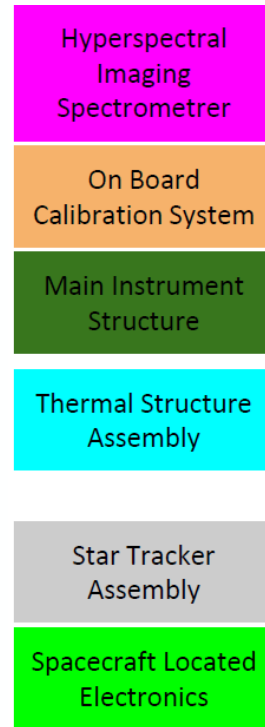 Hyperspectral
Imaging
Spectrometrer
On Board
Calibration System
Main Instrument
Structure
Thermal Structure
Assembly
Star Tracker
Assembly
Spacecraft Located
Electronics